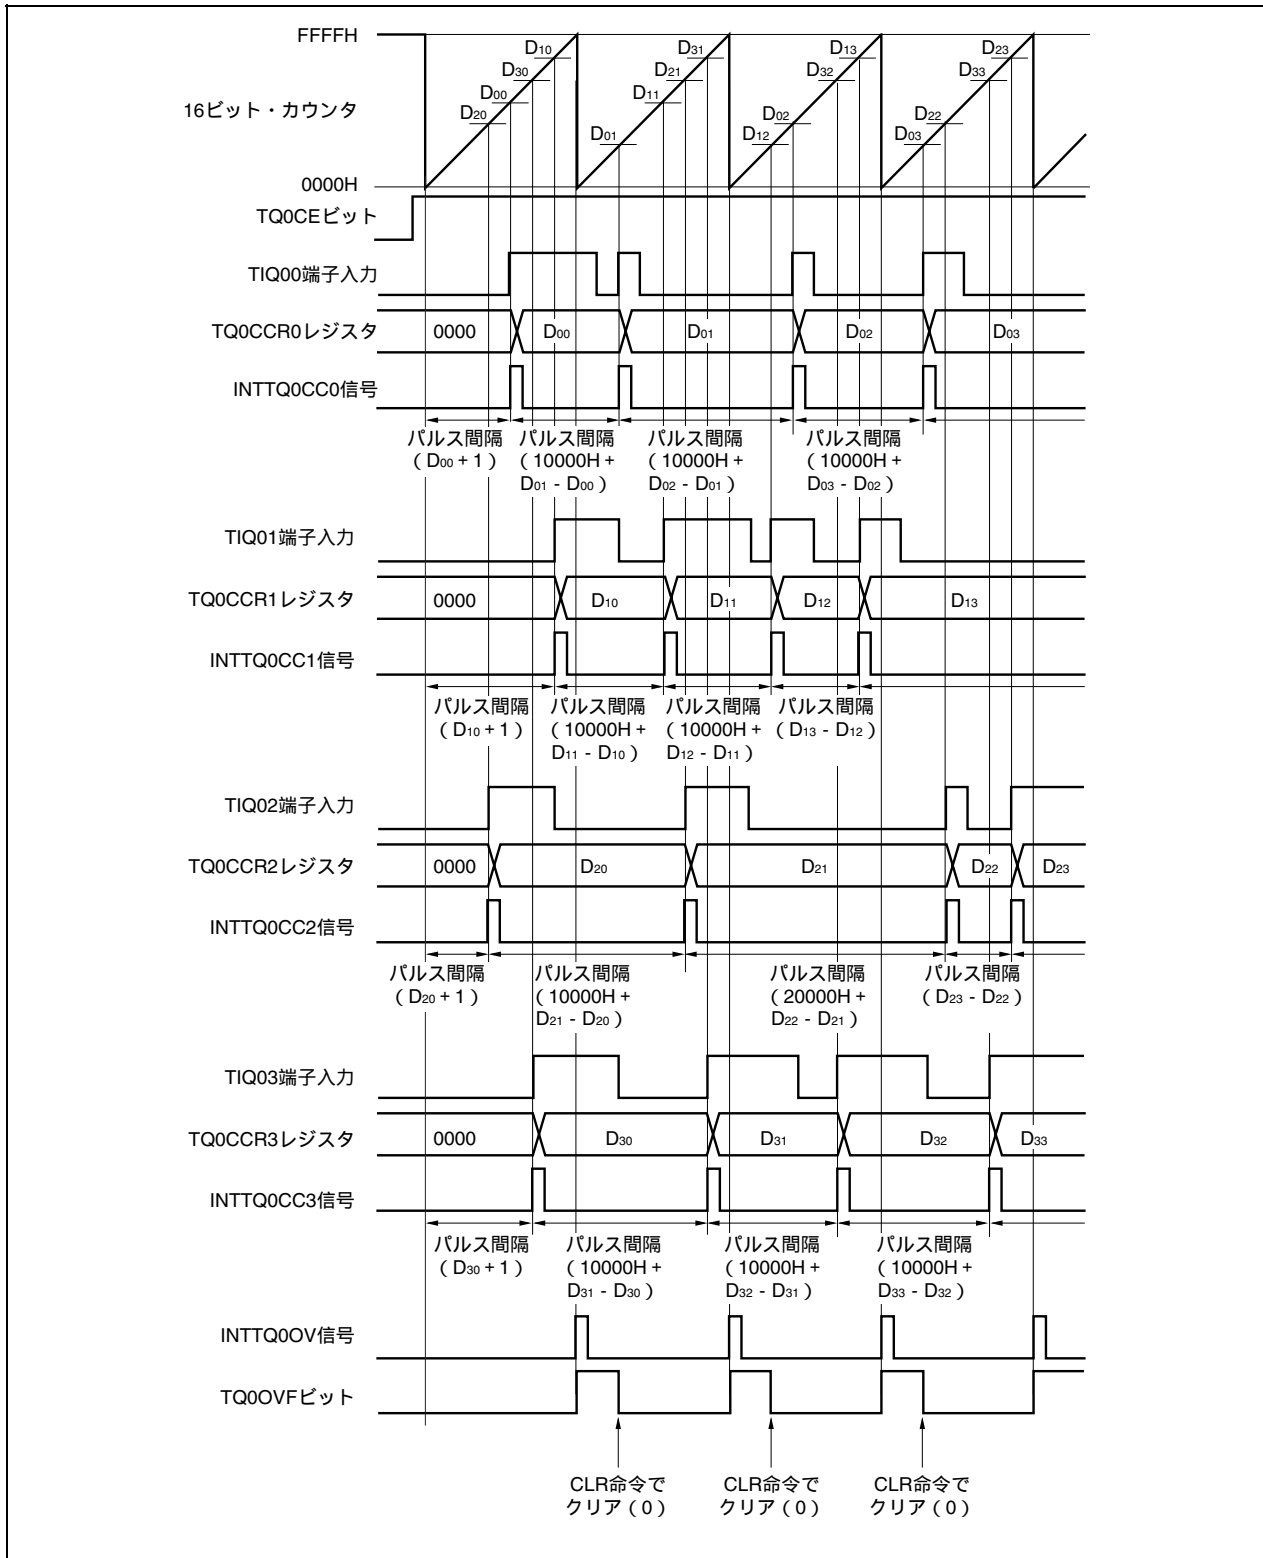 FFFFH
D10
D31
D13
D23
D30
D21
D32
D33
16ビット・カウンタ
D00
D11
D20
D02
D22
D01
D12
D03
0000H
TQ0CEビット
TIQ00端子入力
TQ0CCR0レジスタ
0000
D00
D01
D02
D03
INTTQ0CC0信号
パルス間隔
（D00 + 1）
パルス間隔
（10000H +
D01 - D00）
パルス間隔
（10000H +
D02 - D01）
パルス間隔
（10000H +
D03 - D02）
TIQ01端子入力
TQ0CCR1レジスタ
0000
D10
D11
D12
D13
INTTQ0CC1信号
パルス間隔
（D10 + 1）
パルス間隔
（10000H +
D11 - D10）
パルス間隔
（10000H +
D12 - D11）
パルス間隔
（D13 - D12）
TIQ02端子入力
TQ0CCR2レジスタ
0000
D20
D21
D22
D23
INTTQ0CC2信号
パルス間隔
（D20 + 1）
パルス間隔
（10000H +
D21 - D20）
パルス間隔
（20000H +
D22 - D21）
パルス間隔
（D23 - D22）
TIQ03端子入力
TQ0CCR3レジスタ
0000
D30
D31
D32
D33
INTTQ0CC3信号
パルス間隔
（D30 + 1）
パルス間隔
（10000H +
D31 - D30）
パルス間隔
（10000H +
D32 - D31）
パルス間隔
（10000H +
D33 - D32）
INTTQ0OV信号
TQ0OVFビット
CLR命令で
クリア（0）
CLR命令で
クリア（0）
CLR命令で
クリア（0）